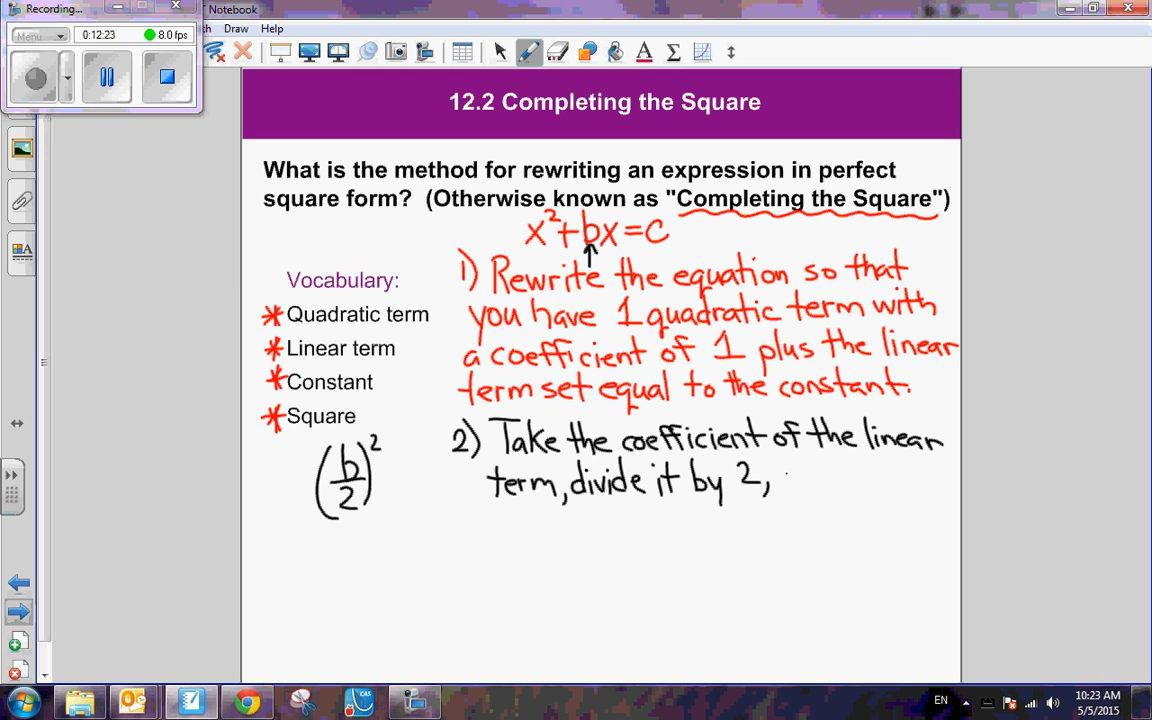 Recording...
Notebook
Menu
0:12:23
8.0 fps
Draw Help
12.2 Completing the Square
What is the method for rewriting an expression in perfect
square form? (Otherwise known as "Completing the Square")
x²+bx=c
1) Rewrite the equation so that
you have 1 quadratic term with
a coefficient of 1 plus the linear
term set equal to the constant.
Vocabulary:
* Quadratic term
* Linear term
* Constant
* Square
(b/2)²
2) Take the coefficient of the linear
term, divide it by 2,
CAS
EN
10:23 AM
5/5/2015